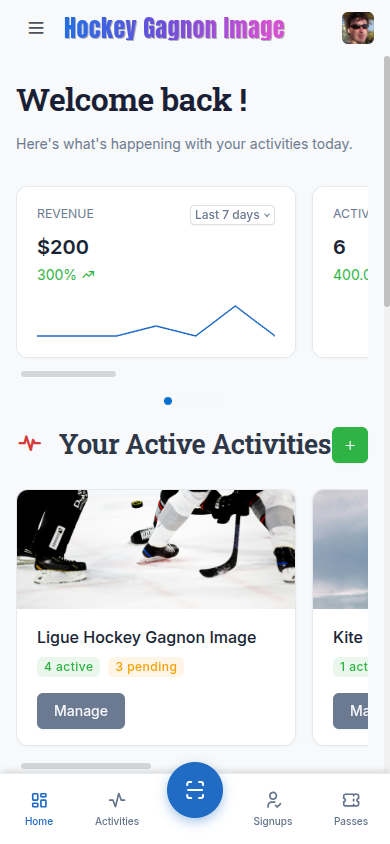 Hockey Gagnon Image
Welcome back !
Here's what's happening with your activities today.
REVENUE
Last 7 days
$200
300%
ACTIV
6
400.0
Your Active Activities
+
Ligue Hockey Gagnon Image
4 active
3 pending
Manage
Kite
1 act
Ma
Home
Activities
Signups
Passes